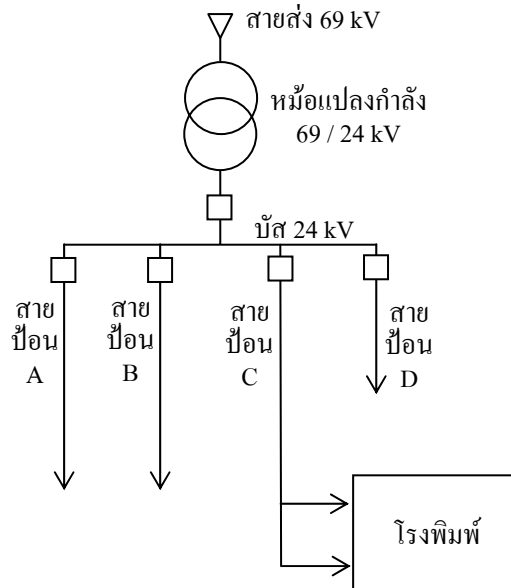 สายส่ง 69 kV
หม้อแปลงกำลัง
69 / 24 kV
บัส 24 kV
สาย
ป้อน
A
สาย
ป้อน
B
สาย
ป้อน
C
สาย
ป้อน
D
โรงพิมพ์